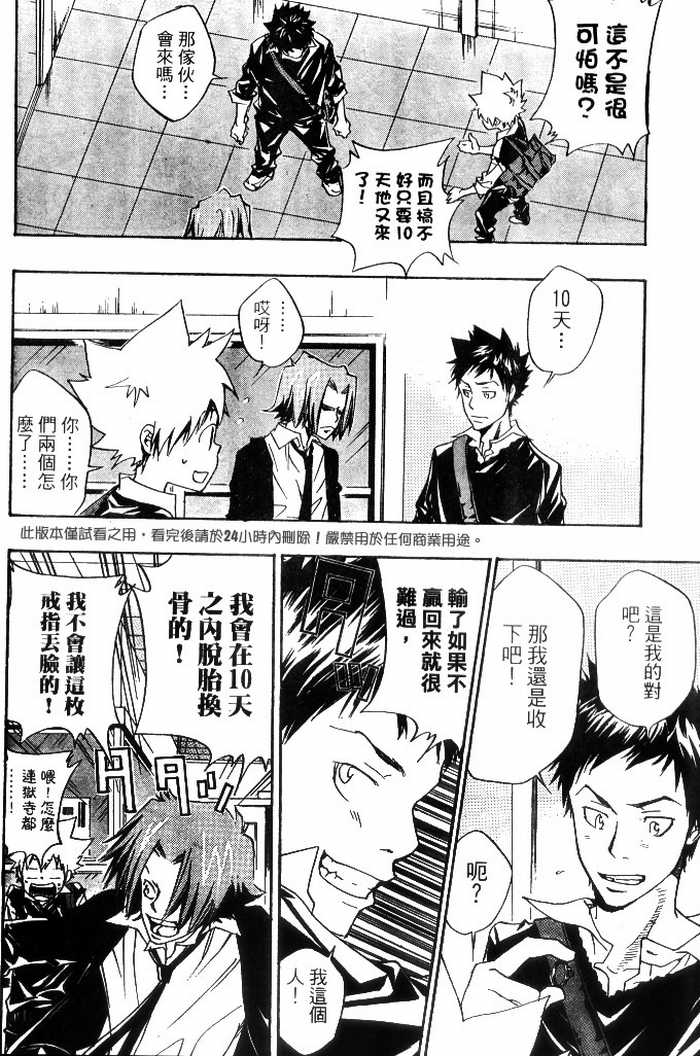 這不是很
可怕嗎？
而且搞不
好只要10
天他又來
了！
那傢伙…
會來嗎…
10天…
……
哎呀！
你……你
們兩個怎
麼了……
此版本僅試看之用，看完後請於24小時內刪除！嚴禁用於任何商業用途。
這是我的對
吧？
那我還是收
下吧！
呃？
輸了如果不
贏回來就很
難過，
我這個
人！
我會在10天
之內脫胎換
骨的！
我不會讓這枚
戒指丟臉的！
喂！怎麼
連獄寺都
……！